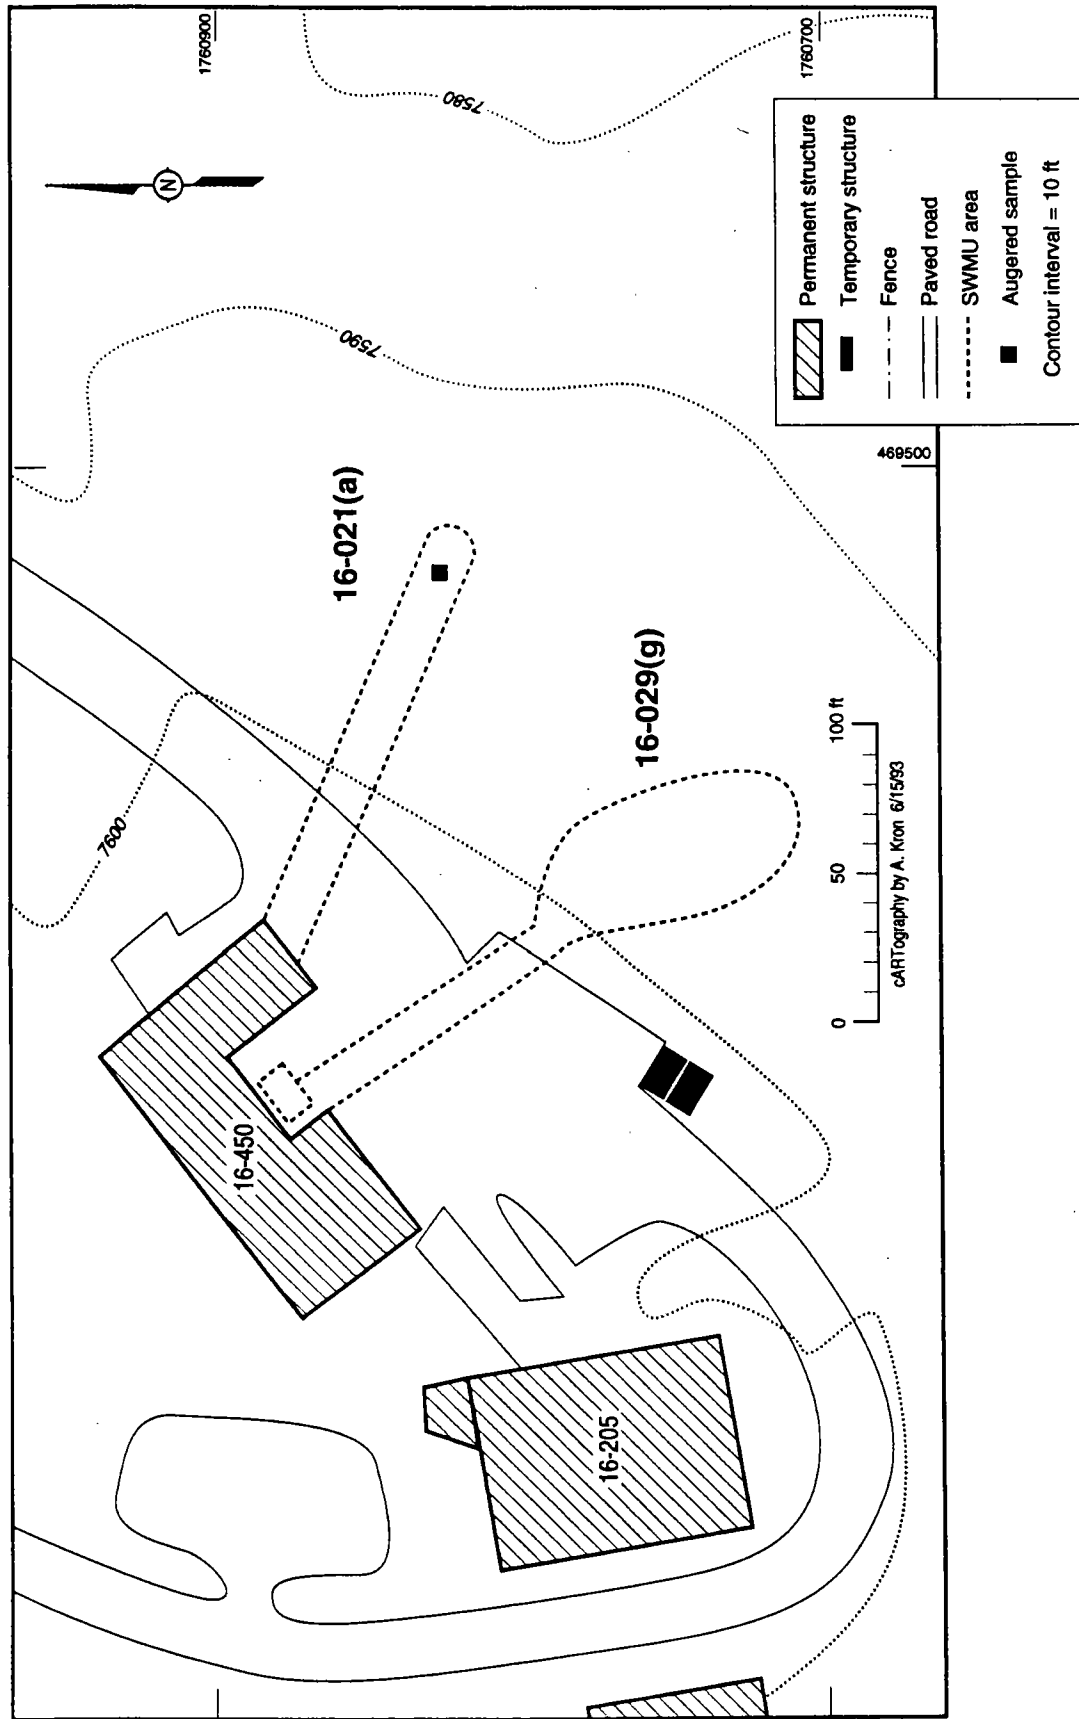 1760900
1760700
N
7580
7590
7600
469500
16-021(a)
16-029(g)
16-450
16-205
0 50 100 ft
cARTography by A. Kron 6/15/93
Permanent structure
Temporary structure
Fence
Paved road
SWMU area
Augered sample
Contour interval = 10 ft